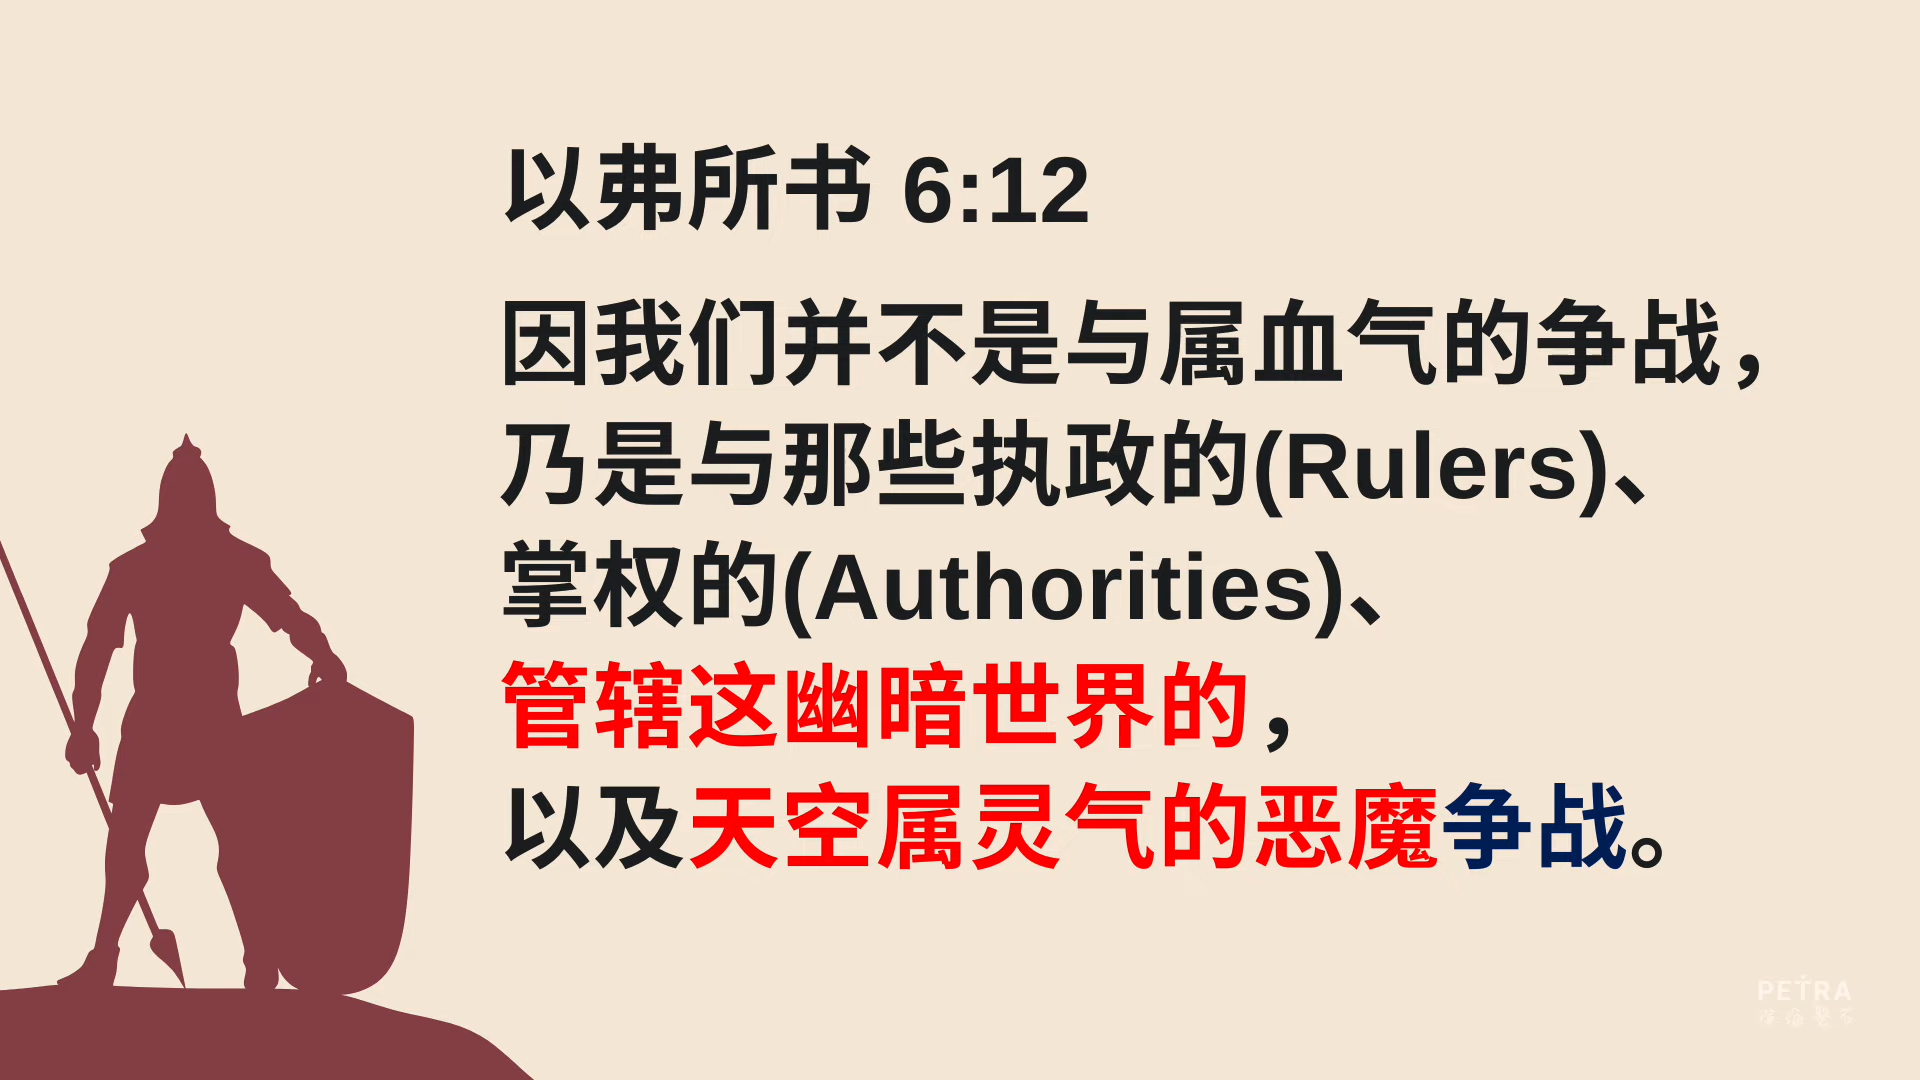 以弗所书 6:12
因我们并不是与属血气的争战，
乃是与那些执政的(Rulers)、
掌权的(Authorities)、
管辖这幽暗世界的，
以及天空属灵气的恶魔争战。
PETRA